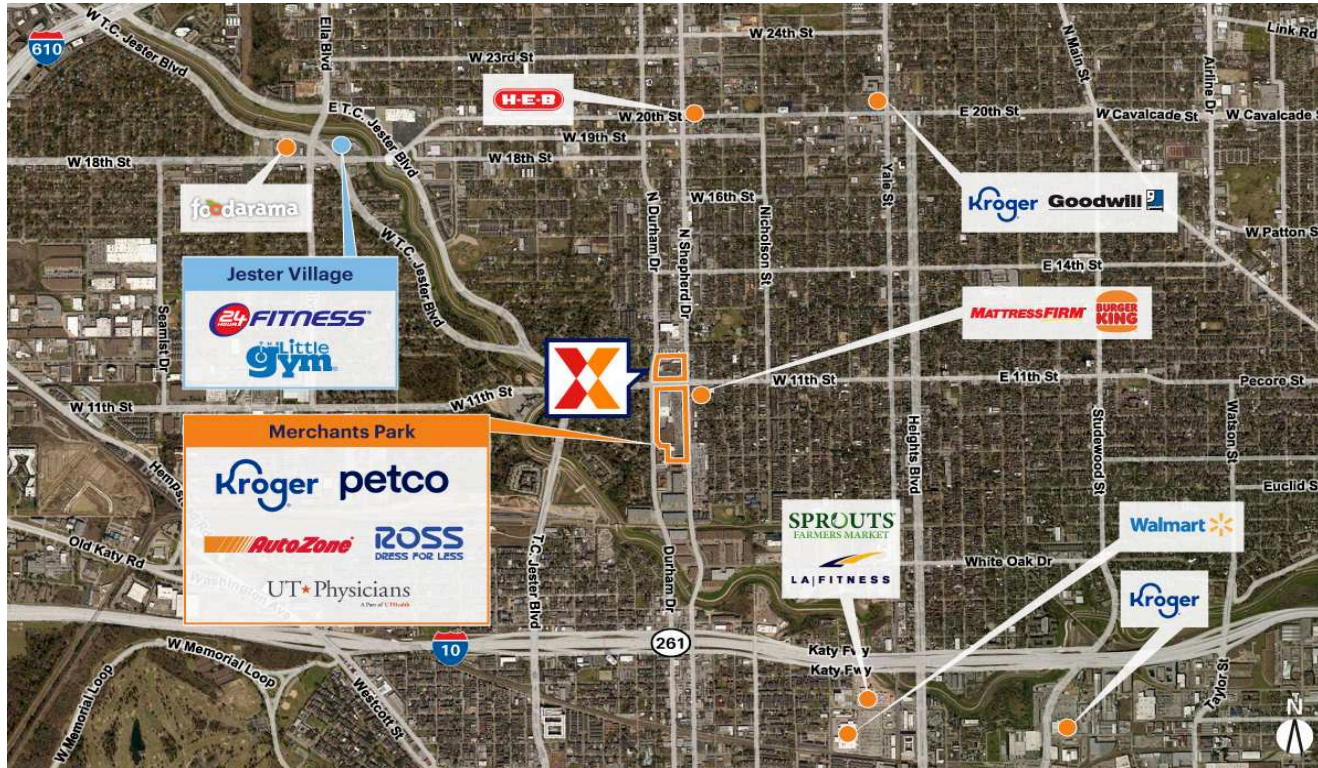 610
W T.C. Jester Blvd
Ella Blvd
W 24th St
W 23rd St
N Main St
Airline Dr
Link Rd
H-E-B
E T.C. Jester Blvd
W 20th St
E 20th St
W Cavalcade St
W Cavalcade St
W 19th St
W 18th St
W 18th St
foodarama
N Durham Dr
N Shepherd Dr
W 16th St
Nicholson St
Yale St
Kroger
Goodwill
W Patton St
W T.C. Jester Blvd
E 14th St
Jester Village
24 HOUR FITNESS
THE Little
gym
Seamist Dr
MATTRESSFIRM
BURGER
KING
W 11th St
W 11th St
W 11th St
E 11th St
Pecore St
Merchants Park
Kroger
petco
AutoZone
ROSS
DRESS FOR LESS
UT Physicians
A Part of UTHealth
Heights Blvd
Studewood St
Watson St
Euclid S
Old Katy Rd
Washington Ave
T.C. Jester Blvd
Durham Dr
SPROUTS
FARMERS MARKET
LA FITNESS
White Oak Dr
Walmart
Kroger
10
261
Katy Fwy
Katy Fwy
W Memorial Loop
W Memorial Loop
Westcott St
Taylor St
N